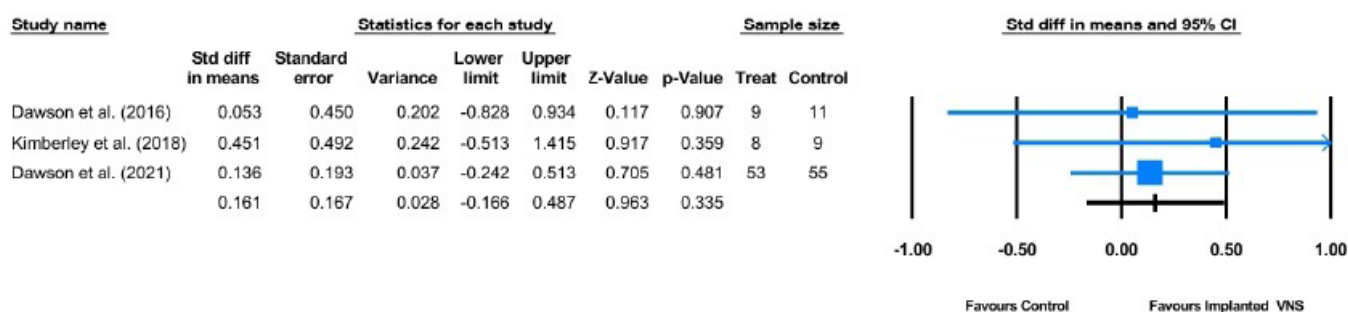 Study name Statistics for each study Sample size Std diff in means and 95% CI
Std diff in means Standard error Variance Lower limit Upper limit Z-Value p-Value Treat Control
Dawson et al. (2016) 0.053 0.450 0.202 -0.828 0.934 0.117 0.907 9 11
Kimberley et al. (2018) 0.451 0.492 0.242 -0.513 1.415 0.917 0.359 8 9
Dawson et al. (2021) 0.136 0.193 0.037 -0.242 0.513 0.705 0.481 53 55
0.161 0.167 0.028 -0.166 0.487 0.963 0.335
-1.00 -0.50 0.00 0.50 1.00
Favours Control Favours Implanted VNS